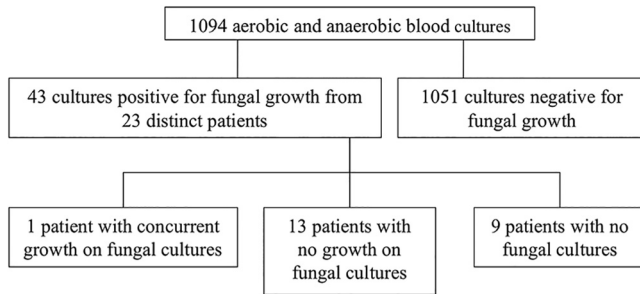 1094 aerobic and anaerobic blood cultures
43 cultures positive for fungal growth from
23 distinct patients
1051 cultures negative for
fungal growth
1 patient with concurrent
growth on fungal cultures
13 patients with
no growth on
fungal cultures
9 patients with no
fungal cultures